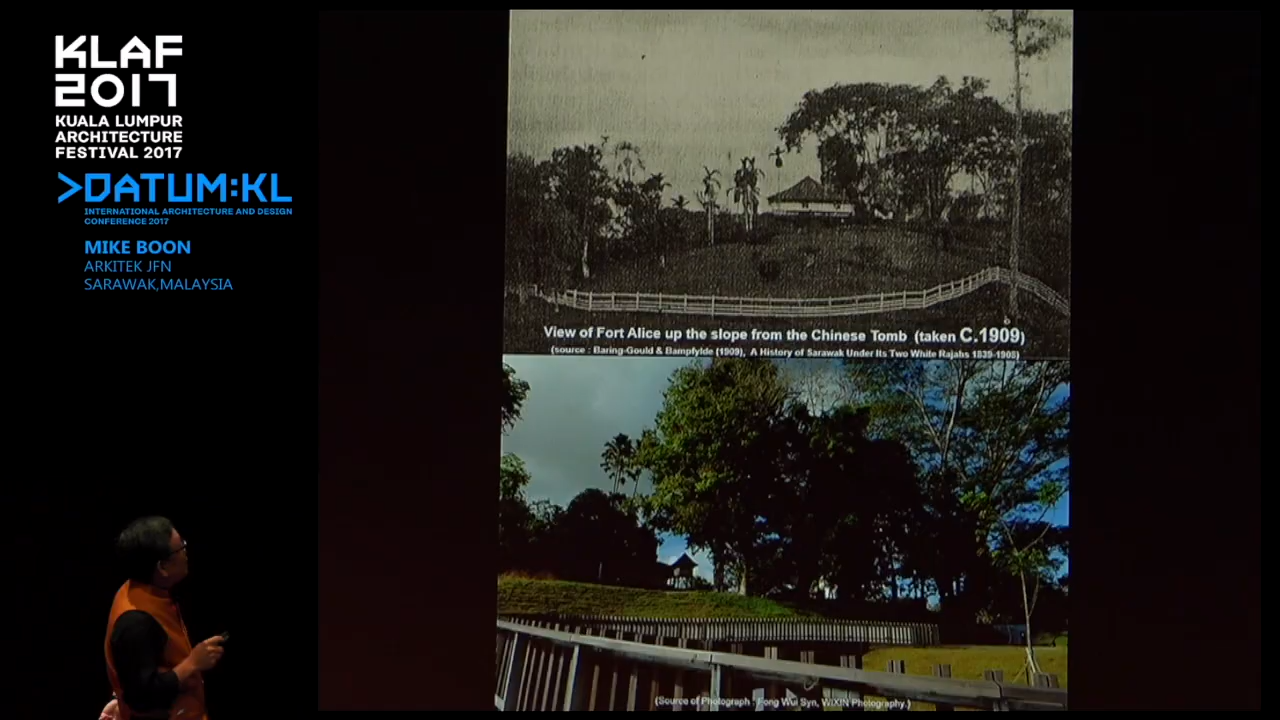 KLAF
2017
KUALA LUMPUR
ARCHITECTURE
FESTIVAL 2017
>DATUM:KL
INTERNATIONAL ARCHITECTURE AND DESIGN
CONFERENCE 2017
MIKE BOON
ARKITEK JFN
SARAWAK,MALAYSIA
View of Fort Alice up the slope from the Chinese Tomb (taken C.1909)
(source : Baring-Gould & Bampfylde (1909), A History of Sarawak Under Its Two While Rajahs 1839-1908)
(Source of Photograph : Fong Wui Syn, WiXiN Photography.)